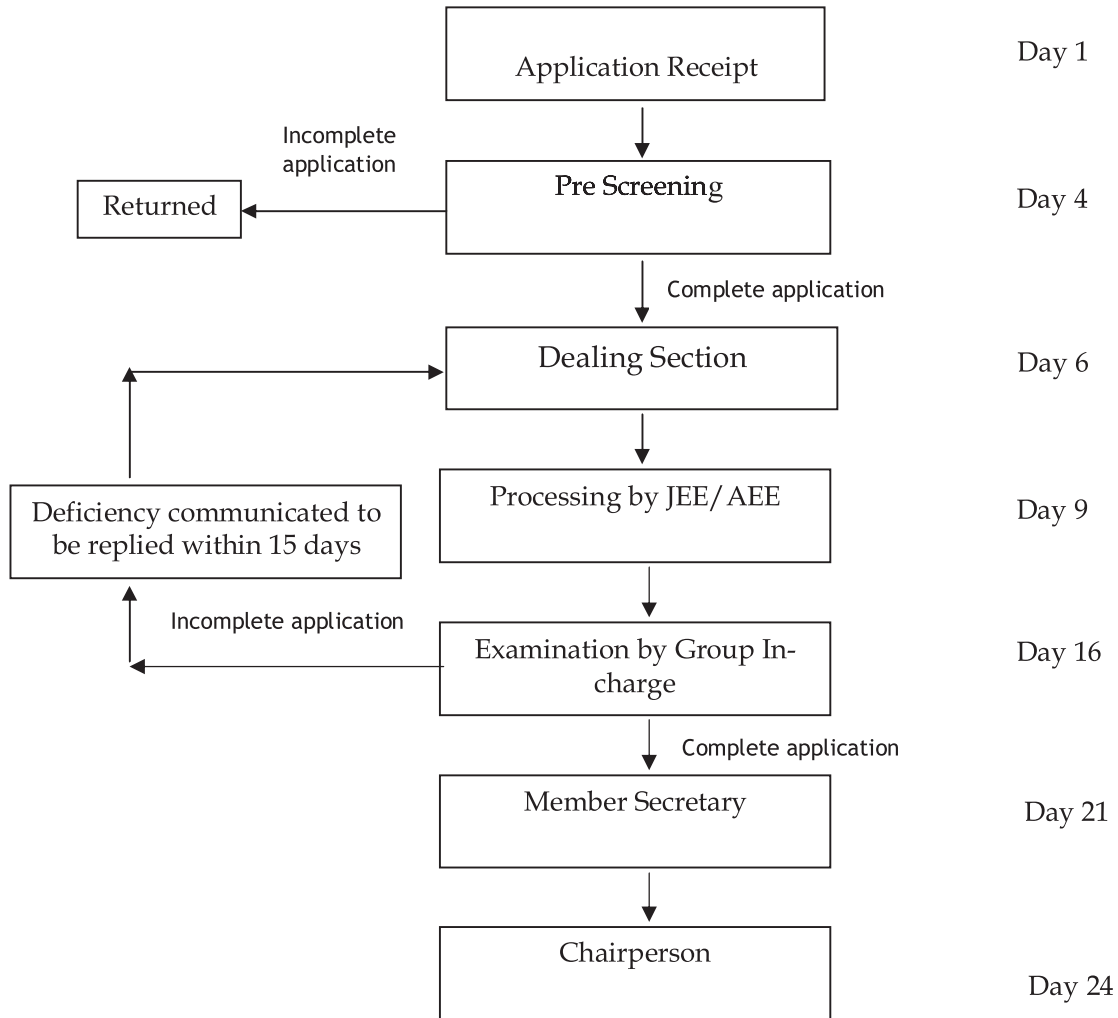 Application Receipt
Day 1
Incomplete
application
Pre Screening
Returned
Day 4
Complete application
Dealing Section
Day 6
Processing by JEE/AEE
Day 9
Deficiency communicated to
be replied within 15 days
Incomplete application
Examination by Group In-
charge
Day 16
Complete application
Member Secretary
Day 21
Chairperson
Day 24